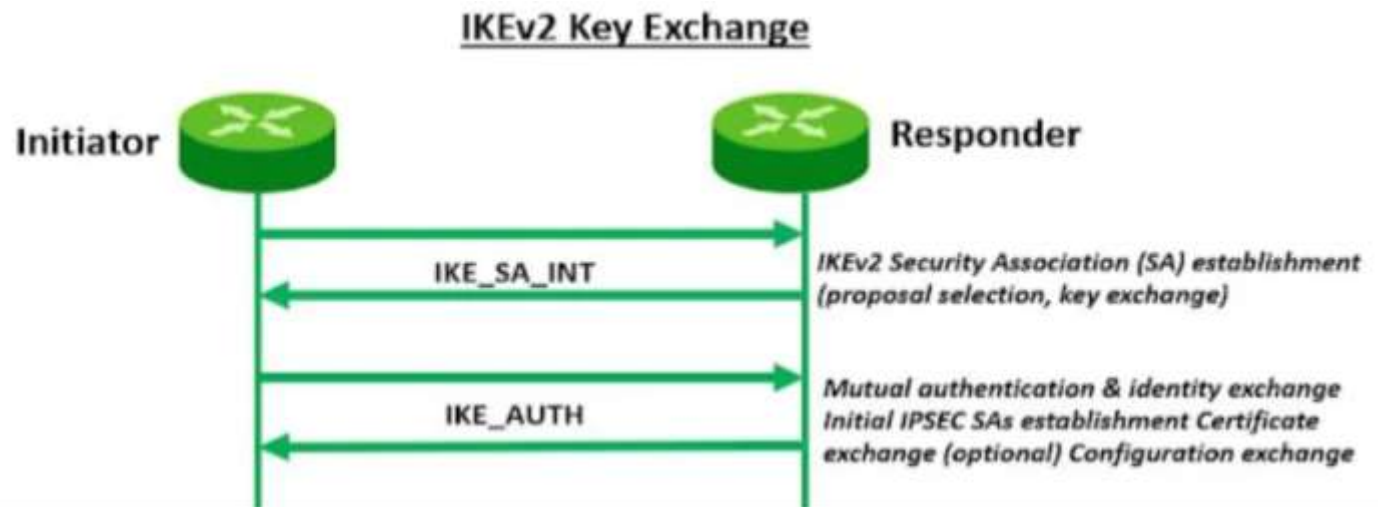 IKEv2 Key Exchange
Initiator
Responder
IKE_SA_INT
IKEv2 Security Association (SA) establishment
(proposal selection, key exchange)
IKE_AUTH
Mutual authentication & identity exchange
Initial IPSEC SAs establishment Certificate
exchange (optional) Configuration exchange